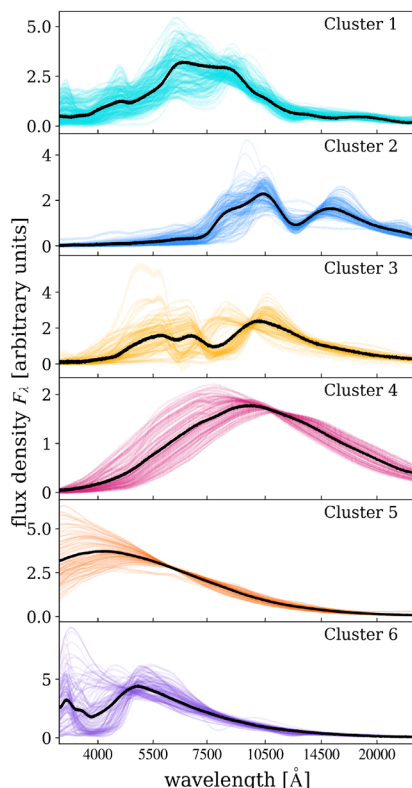 Cluster 1
5.0
2.5
0.0
Cluster 2
4
2
0
Cluster 3
4
2
0
Cluster 4
2
1
0
Cluster 5
5.0
2.5
0.0
Cluster 6
5
0
4000 5500 7500 10500 14500 20000
wavelength [Å]
flux density Fλ [arbitrary units]